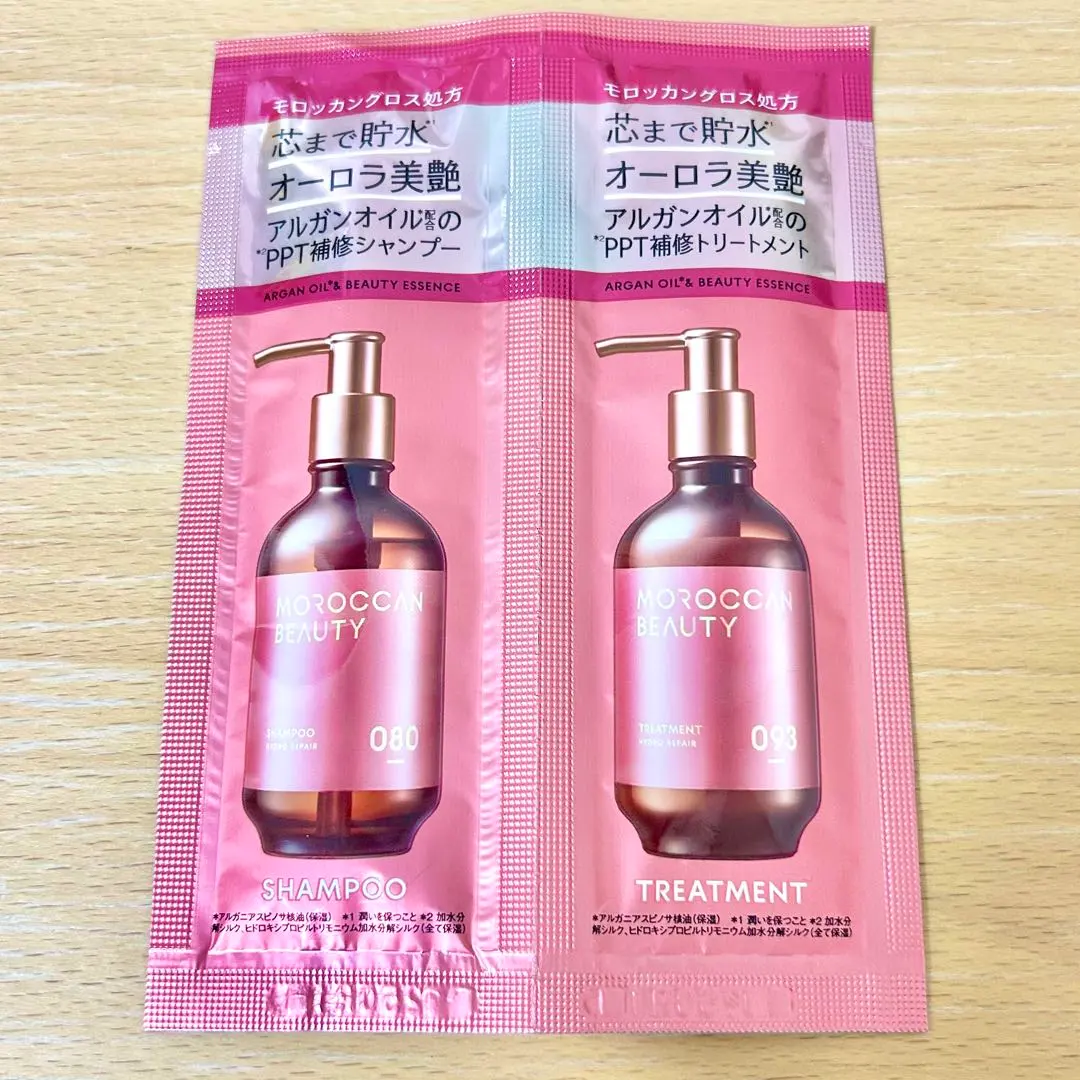 モロッカングロス処方
芯まで貯水*1
オーロラ美艶
アルガンオイル*配合の
*2PPT補修シャンプー
ARGAN OIL*& BEAUTY ESSENCE
MOROCCAN
BEAUTY
SHAMPOO
HYDRO REPAIR
080
SHAMPOO
*アルガニアスピノサ核油(保湿) *1 潤いを保つこと *2 加水分
解シルク、ヒドロキシプロピルトリモニウム加水分解シルク(全て保湿)
モロッカングロス処方
芯まで貯水*1
オーロラ美艶
アルガンオイル*配合の
*2PPT補修トリートメント
ARGAN OIL*& BEAUTY ESSENCE
MOROCCAN
BEAUTY
TREATMENT
HYDRO REPAIR
093
TREATMENT
*アルガニアスピノサ核油(保湿) *1 潤いを保つこと *2 加水分
解シルク、ヒドロキシプロピルトリモニウム加水分解シルク(全て保湿)